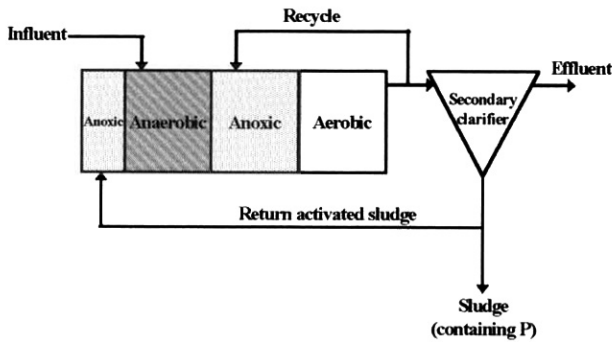 Recycle
Influent
Effluent
Anoxic
Anaerobic
Anoxic
Aerobic
Secondary
clarifier
Return activated sludge
Sludge
(containing P)